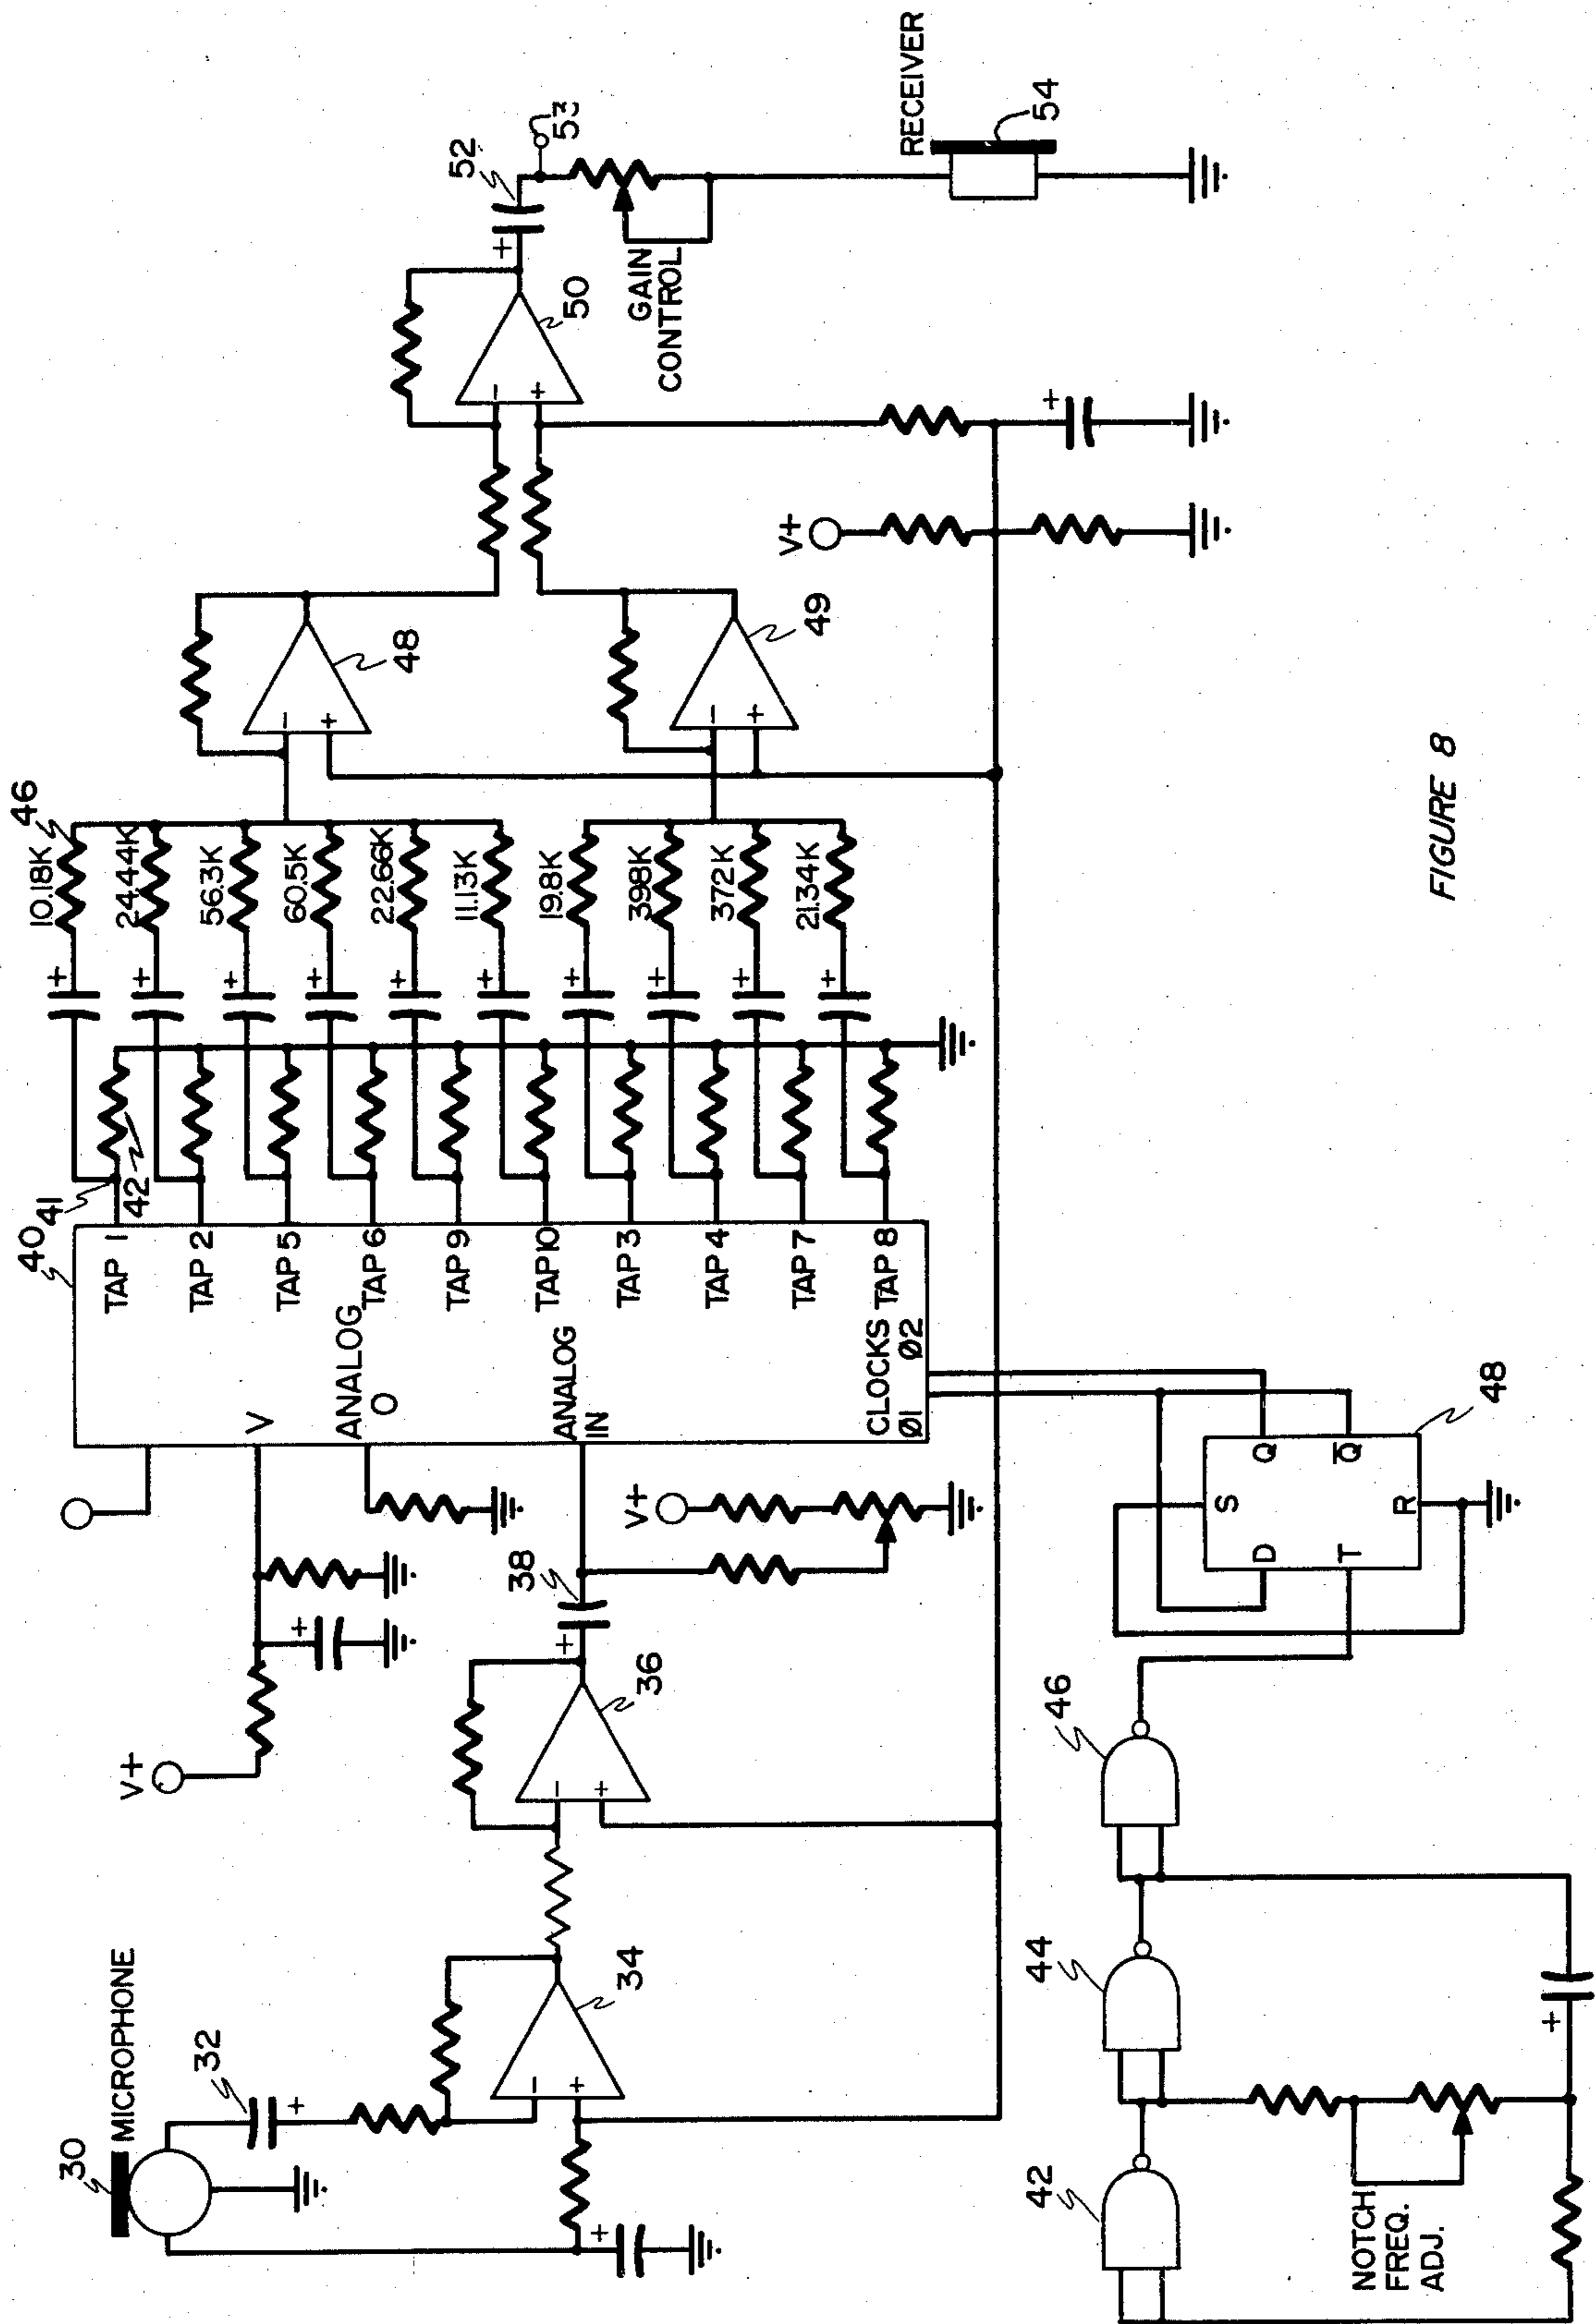 30
MICROPHONE
32
34
36
38
V+
V+
40
V
ANALOG
O
ANALOG
IN
CLOCKS
Ø1 Ø2
TAP 1
TAP 2
TAP 5
TAP 6
TAP 9
TAP 10
TAP 3
TAP 4
TAP 7
TAP 8
41
42
46
10.18K
24.4K
56.3K
60.5K
22.66K
11.13K
19.8K
398K
372K
21.34K
48
49
50
52
53
GAIN
CONTROL
RECEIVER
54
V+
42
44
46
NOTCH
FREQ.
ADJ.
48
S
D
Q
T
Q̅
R
FIGURE 8